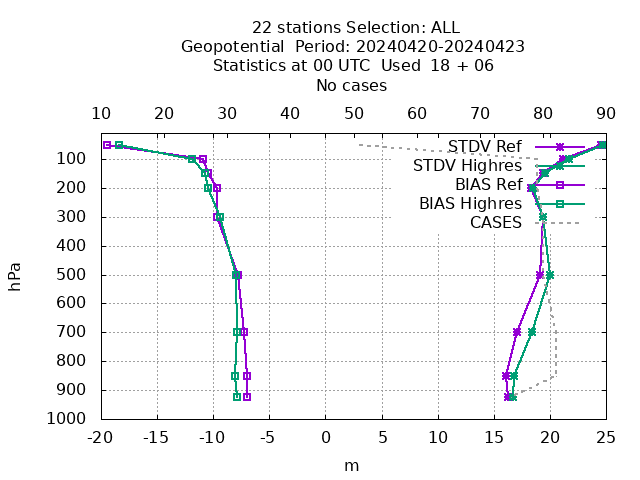 22 stations Selection: ALL
Geopotential  Period: 20240420-20240423
Statistics at 00 UTC  Used  18 + 06
No cases
10 20 30 40 50 60 70 80 90
STDV Ref
STDV Highres
BIAS Ref
BIAS Highres
CASES
100
200
300
400
500
600
700
800
900
1000
hPa
-20 -15 -10 -5 0 5 10 15 20 25
m